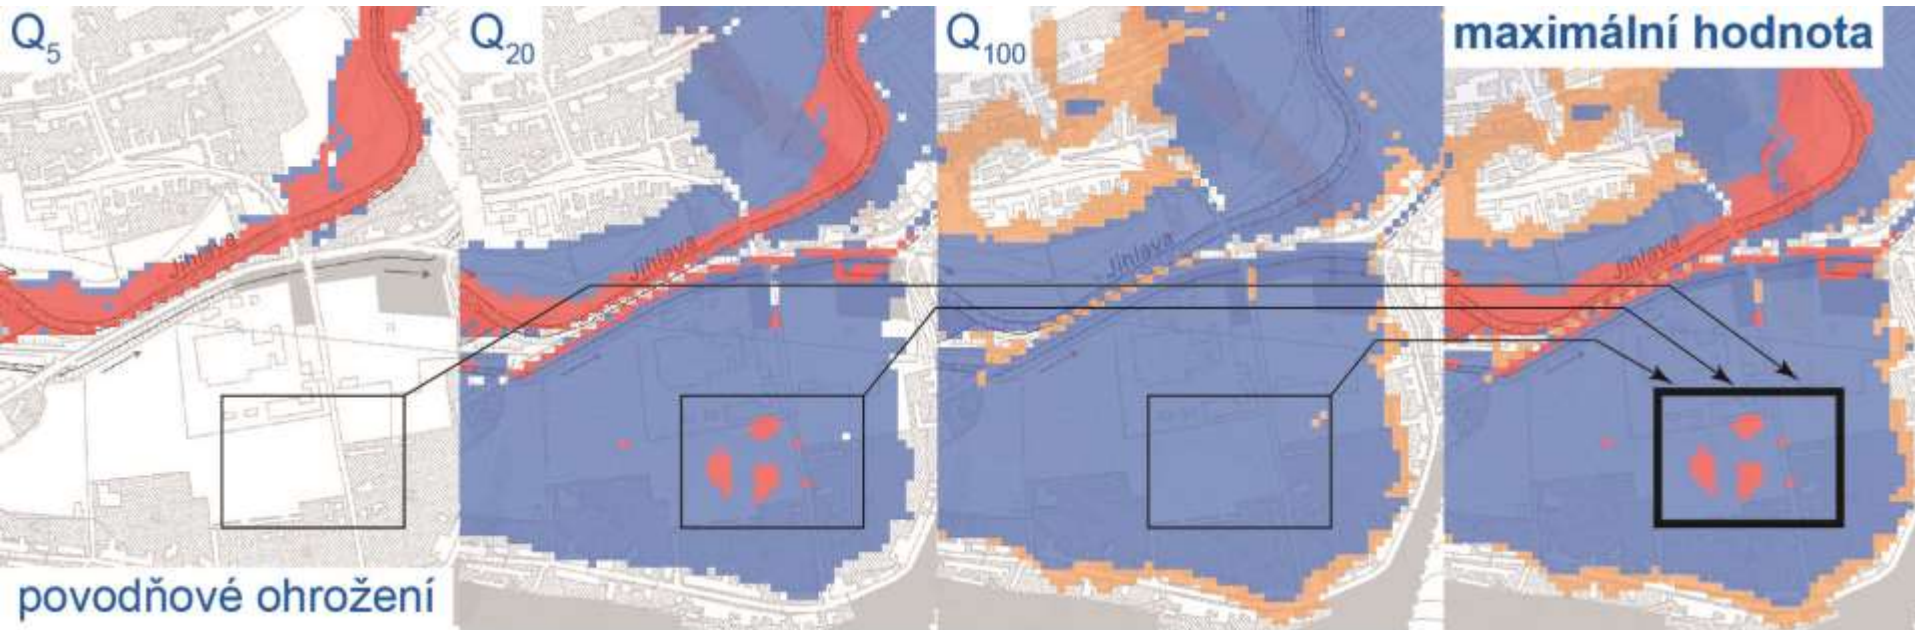 Q5
Q20
Q100
maximální hodnota
Jihlava
Jihlava
Jihlava
Jihlava
povodňové ohrožení